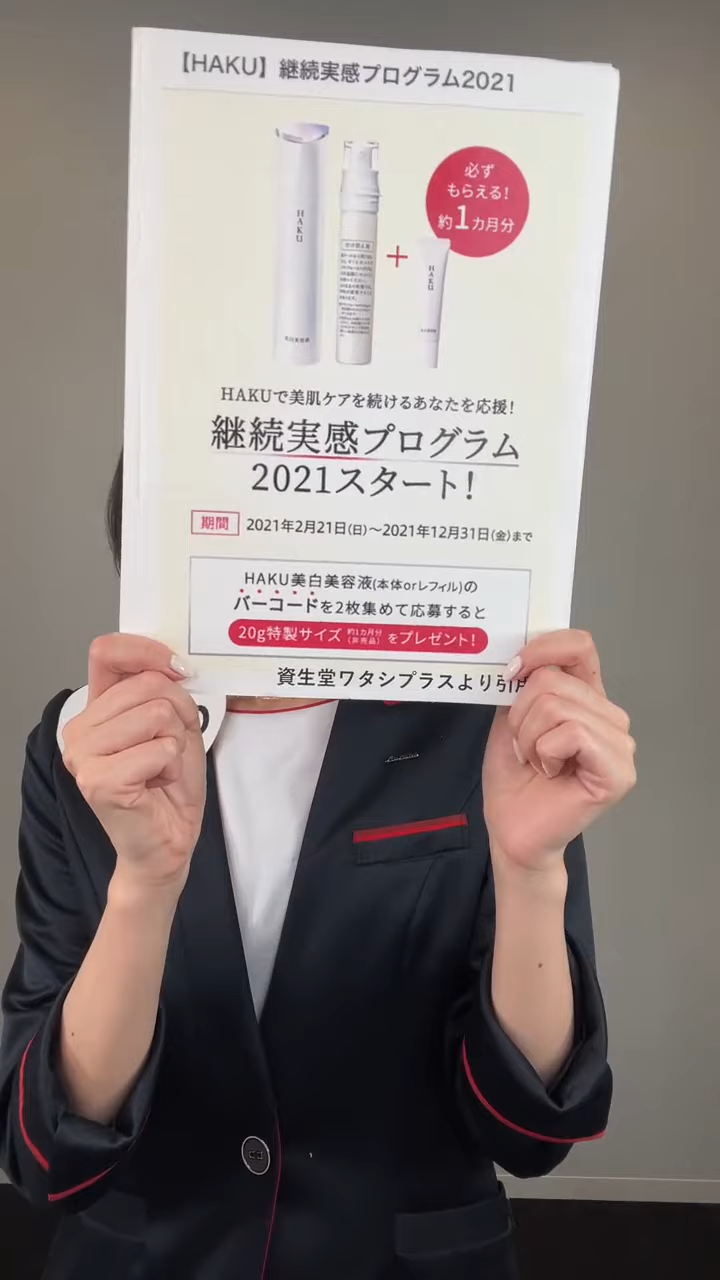 【HAKU】継続実感プログラム2021
必ず
もらえる!
約1カ月分
HAKU
HAKU
+
HAKUで美肌ケアを続けるあなたを応援!
継続実感プログラム
2021スタート!
期間 2021年2月21日(日)～2021年12月31日(金)まで
HAKU美白美容液(本体orレフィル)の
バーコードを2枚集めて応募すると
20g特製サイズ 約1カ月分(非売品) をプレゼント!
資生堂ワタシプラスより引用